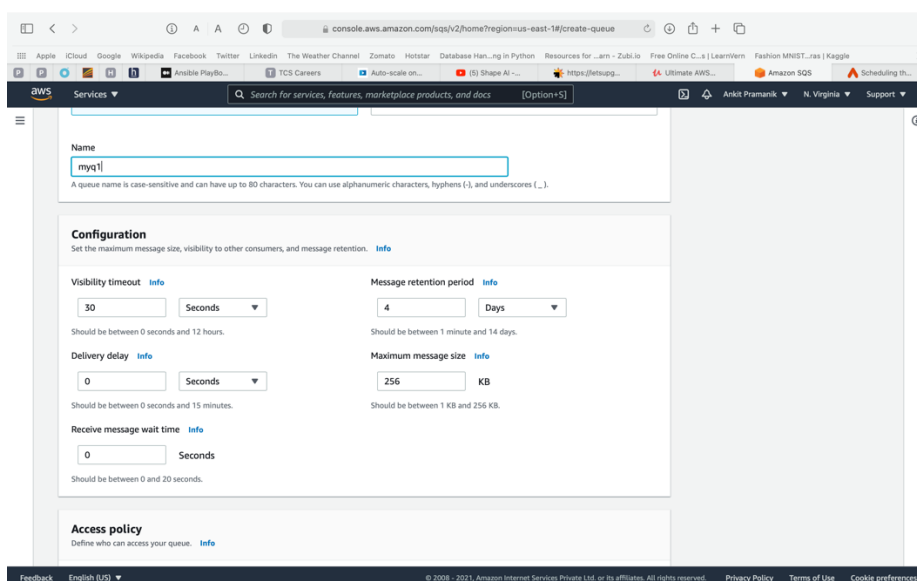 console.aws.amazon.com/sqs/v2/home?region=us-east-1#/create-queue
Apple iCloud Google Wikipedia Facebook Twitter LinkedIn The Weather Channel Zomato Hotstar Database Han...ng in Python Resources for ...arn - Zubi.io Free Online C...s | LearnVern Fashion MNIST...ras | Kaggle
Ansible PlayBo... TCS Careers Auto-scale on... (5) Shape AI -... https://letsupg... Ultimate AWS... Amazon SQS Scheduling th...
aws Services ▼ Search for services, features, marketplace products, and docs [Option+S] Ankit Pramanik ▼ N. Virginia ▼ Support ▼
Name
myq1
A queue name is case-sensitive and can have up to 80 characters. You can use alphanumeric characters, hyphens (-), and underscores ( _ ).
Configuration
Set the maximum message size, visibility to other consumers, and message retention. Info
Visibility timeout Info Message retention period Info
30 Seconds 4 Days
Should be between 0 seconds and 12 hours. Should be between 1 minute and 14 days.
Delivery delay Info Maximum message size Info
0 Seconds 256 KB
Should be between 0 seconds and 15 minutes. Should be between 1 KB and 256 KB.
Receive message wait time Info
0 Seconds
Should be between 0 and 20 seconds.
Access policy
Define who can access your queue. Info
Feedback English (US) ▼ © 2008 - 2021, Amazon Internet Services Private Ltd. or its affiliates. All rights reserved. Privacy Policy Terms of Use Cookie preferences